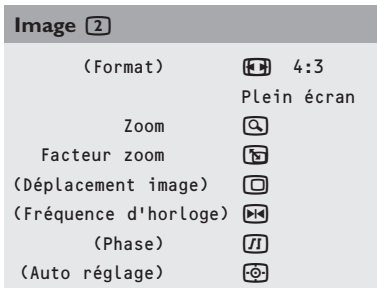 Image 2
(Format) 4:3
Plein écran
Zoom
Facteur zoom
(Déplacement image)
(Fréquence d'horloge)
(Phase)
(Auto réglage)